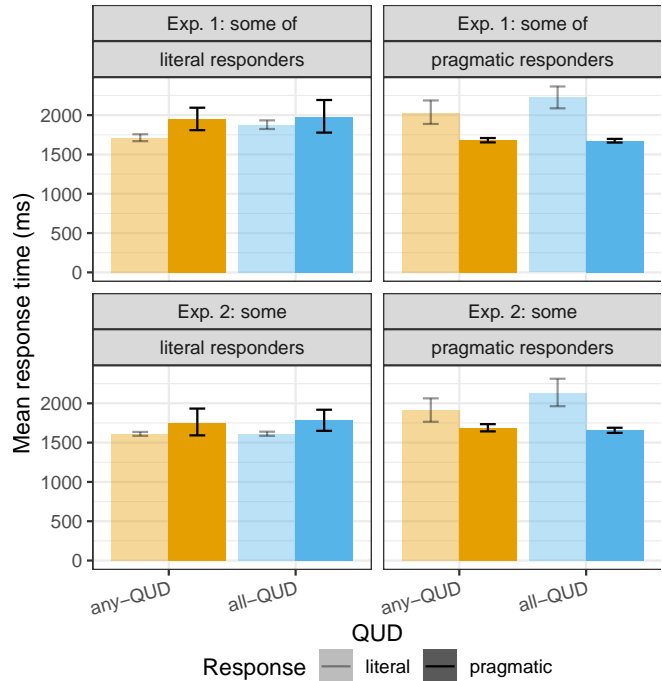 Exp. 1: some of
Exp. 1: some of
literal responders
pragmatic responders
2000
1500
1000
500
0
Exp. 2: some
Exp. 2: some
literal responders
pragmatic responders
2000
1500
1000
500
0
Mean response time (ms)
any−QUD
all−QUD
any−QUD
all−QUD
QUD
Response literal pragmatic